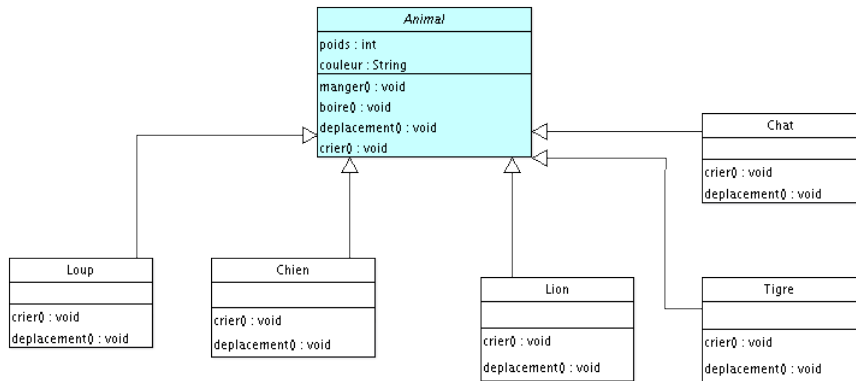 Animal
poids : int
couleur : String
manger() : void
boire() : void
deplacement() : void
crier() : void
Chat
crier() : void
deplacement() : void
Loup
crier() : void
deplacement() : void
Chien
crier() : void
deplacement() : void
Lion
crier() : void
deplacement() : void
Tigre
crier() : void
deplacement() : void